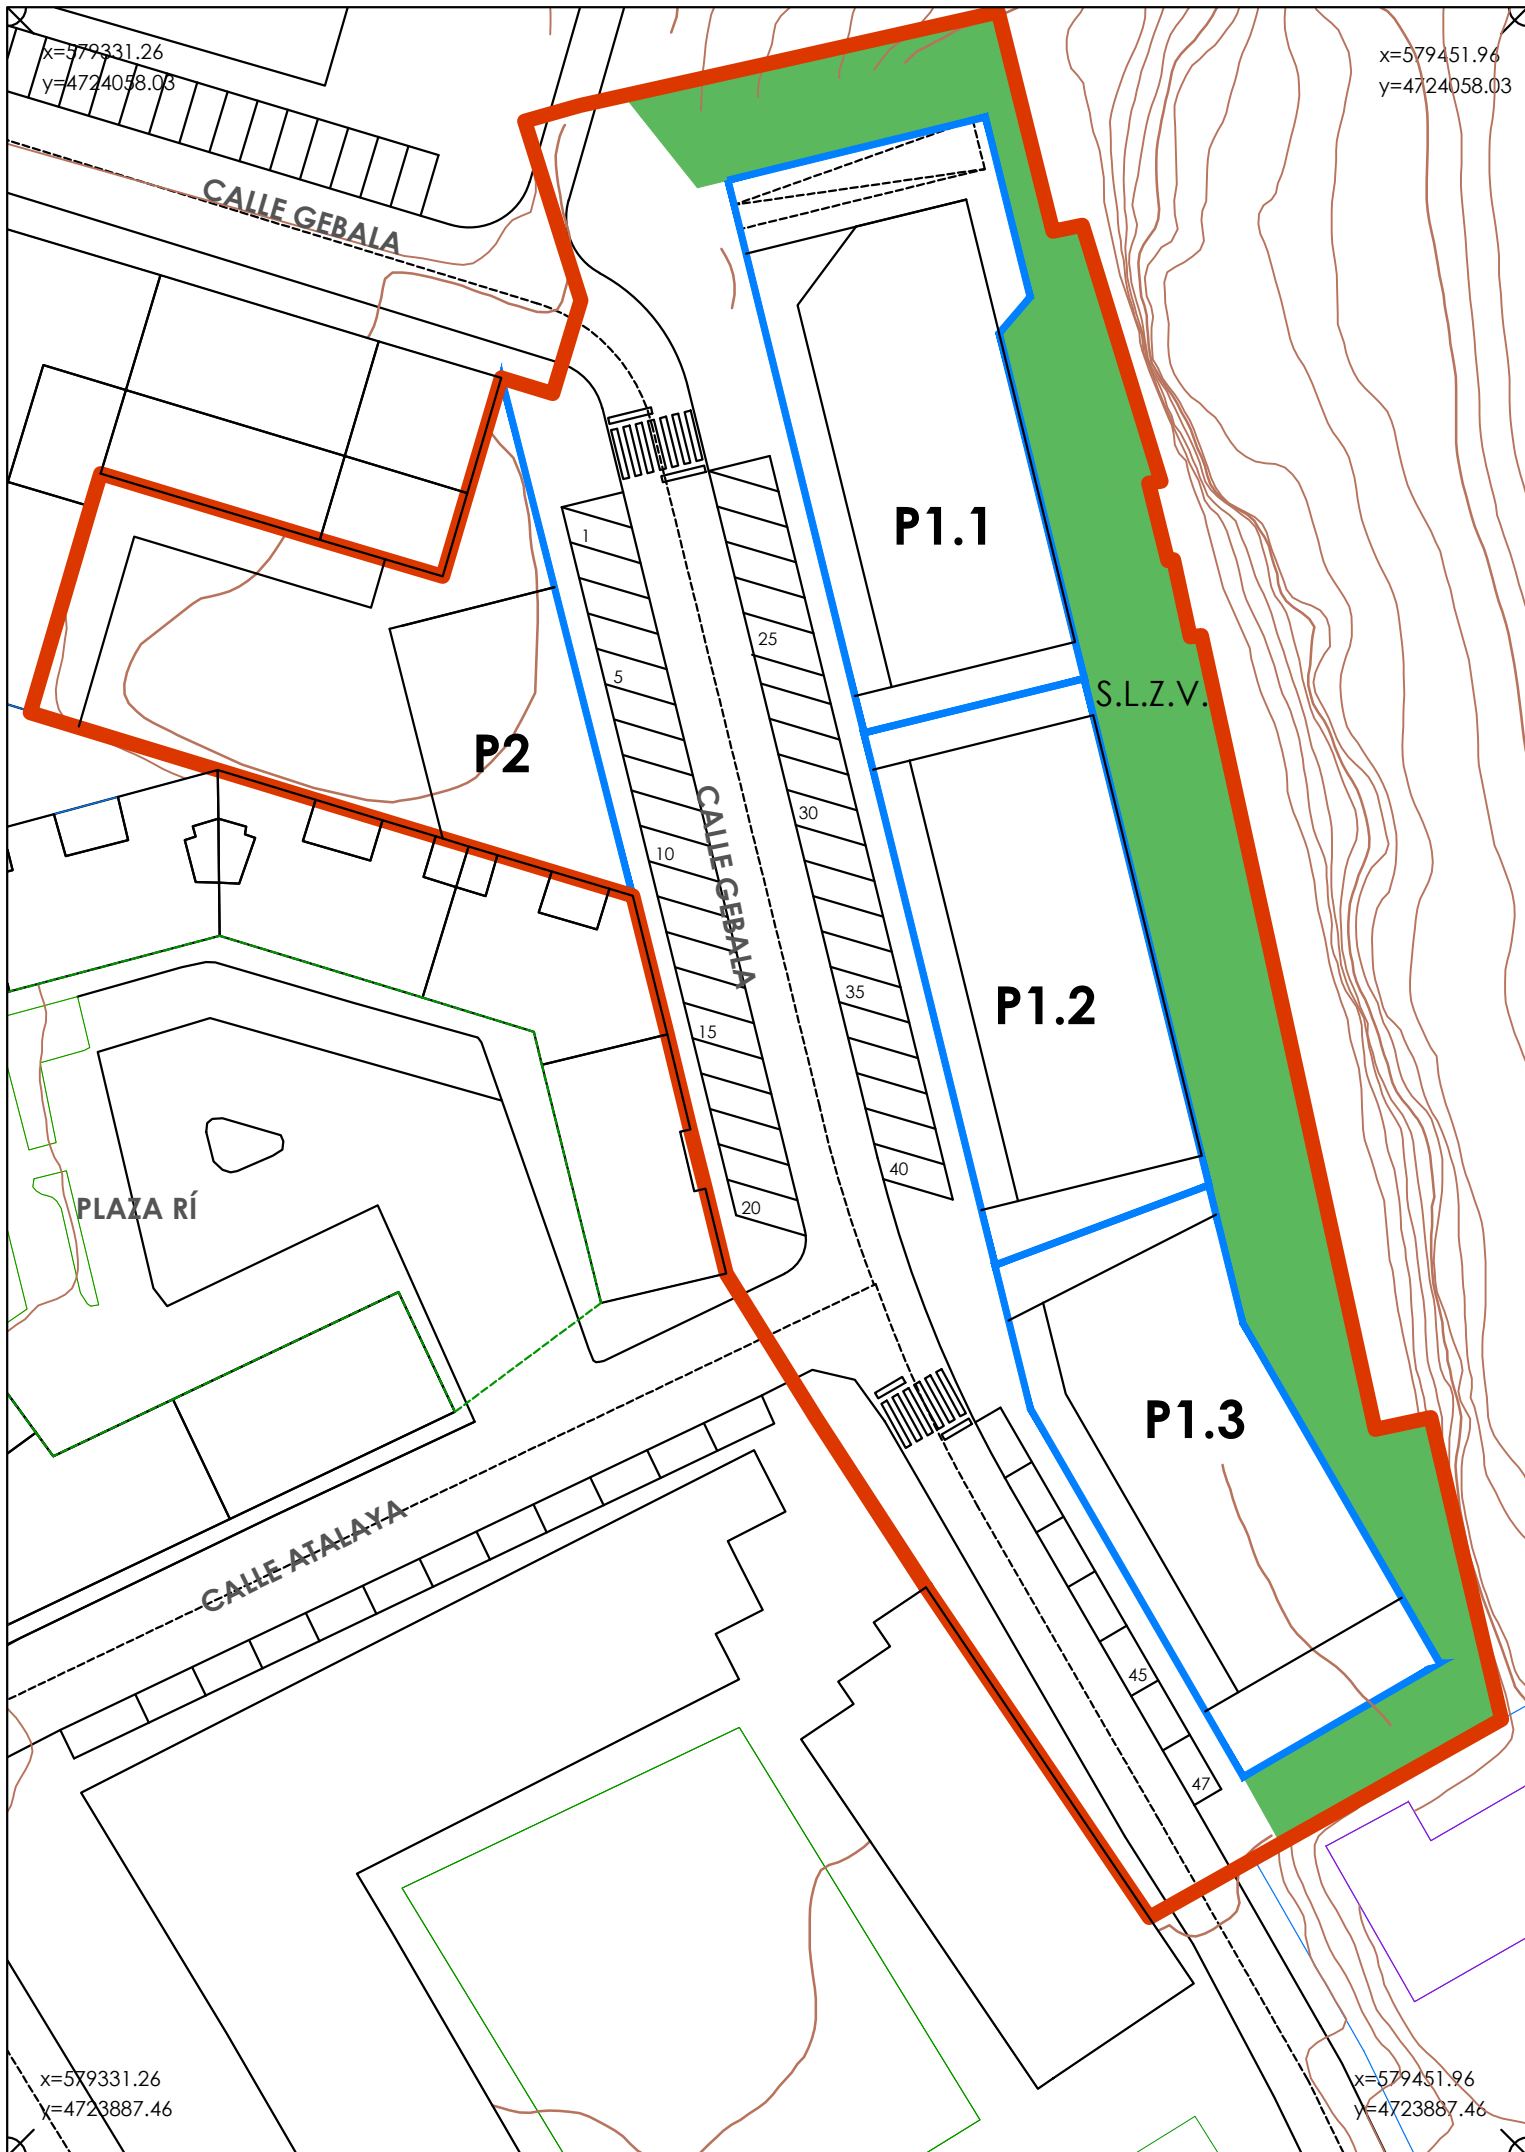 x=579331.26
y=4724058.03
x=579451.96
y=4724058.03
CALLE GEBALA
P1.1
1
25
5
S.L.Z.V.
P2
CALLE GEBALA
30
10
35
P1.2
15
40
PLAZA RÍ
20
P1.3
CALLE ATALAYA
45
47
x=579331.26
y=4723887.46
x=579451.96
y=4723887.46